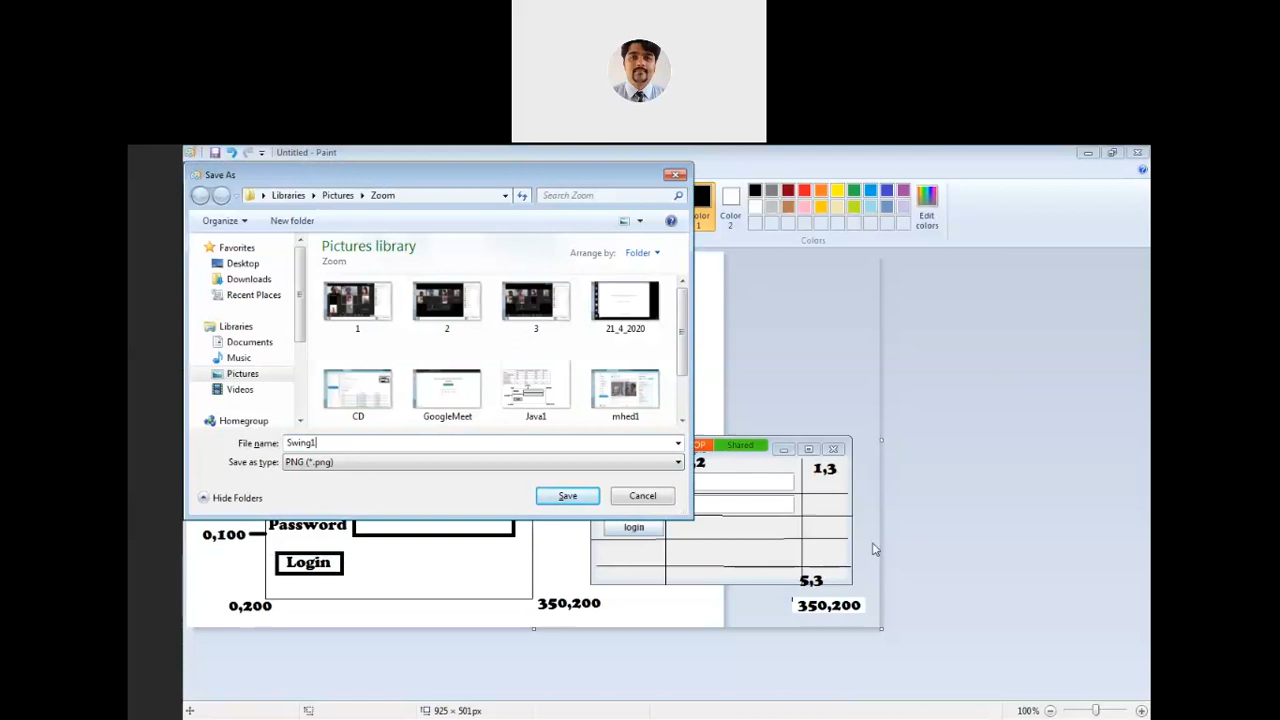 Untitled - Paint
Save As
Libraries Pictures Zoom
Search Zoom
Organize
New folder
Favorites
Desktop
Downloads
Recent Places
Libraries
Documents
Music
Pictures
Videos
Homegroup
Pictures library
Zoom
Arrange by: Folder
1
2
3
21_4_2020
CD
GoogleMeet
Java1
mhed1
File name: Swing1
Save as type: PNG (*.png)
Hide Folders
Save
Cancel
Color
2
Edit
colors
Colors
Shared
1,3
login
5,3
350,200
Password
0,100
Login
0,200
350,200
925 × 501px
100%